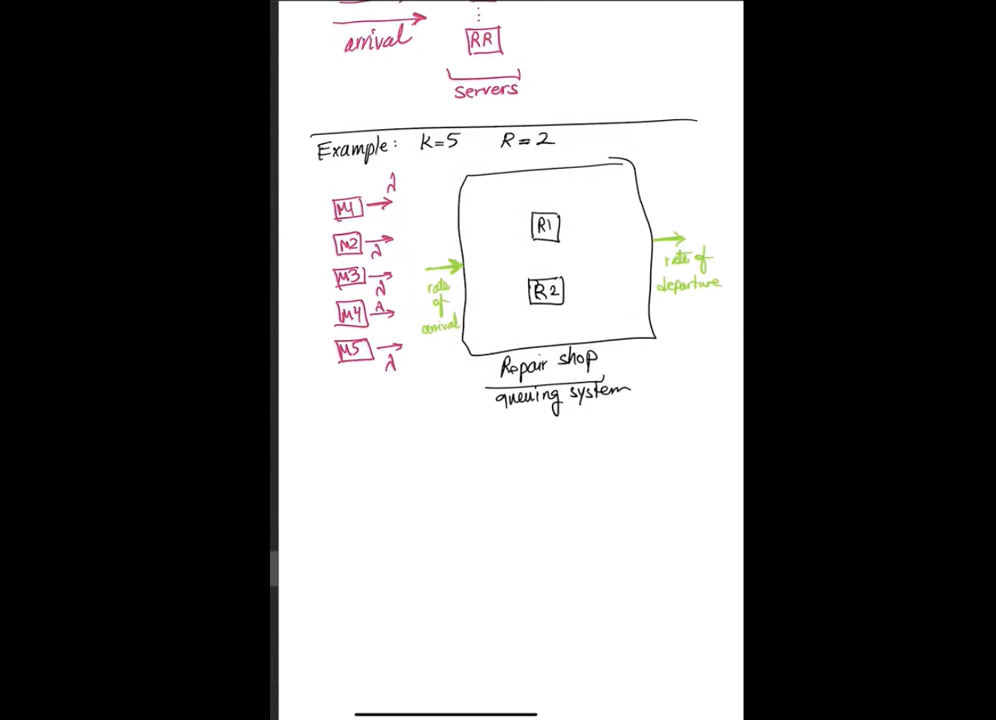 arrival
RR
servers
Example: K=5 R=2
λ
M1
M2
λ
M3
λ
M4
λ
M5
λ
R1
R2
rate
of
arrival
rate of
departure
Repair shop
queuing system